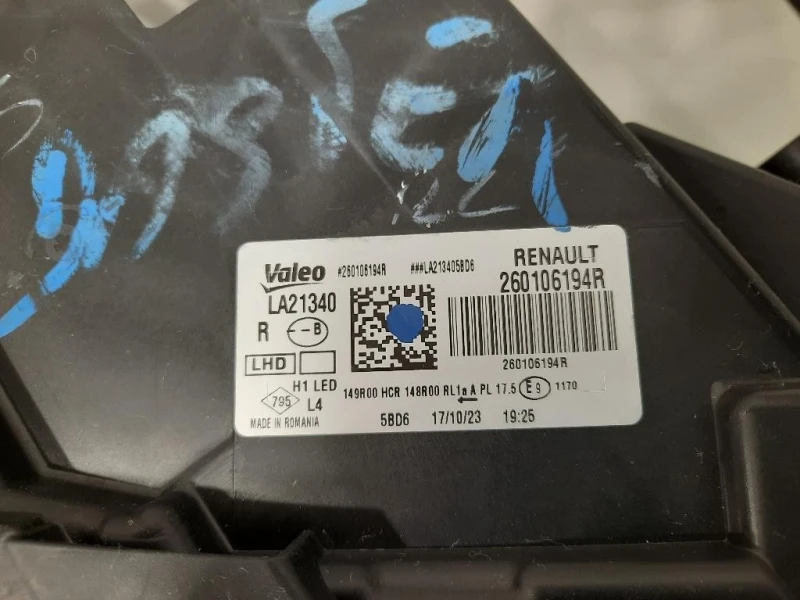 Valeo #260106194R ###LA213405BD6 RENAULT
LA21340 260106194R
R --B
LHD 260106194R
H1 LED 149R00 HCR 148R00 RL1a A PL 17.5 E9 1170
795 L4
MADE IN ROMANIA 5BD6 17/10/23 19:25